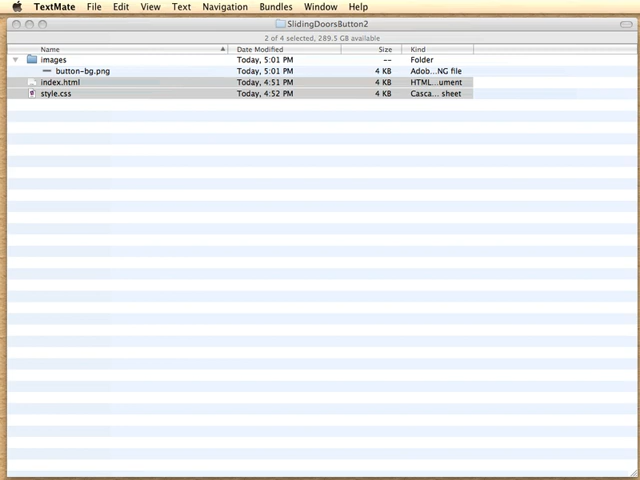 TextMate File Edit View Text Navigation Bundles Window Help
SlidingDoorsButton2
2 of 4 selected, 289.5 GB available
Name Date Modified Size Kind
images Today, 5:01 PM -- Folder
button-bg.png Today, 5:01 PM 4 KB Adob...NG file
index.html Today, 4:51 PM 4 KB HTML...ument
style.css Today, 4:52 PM 4 KB Casca... sheet